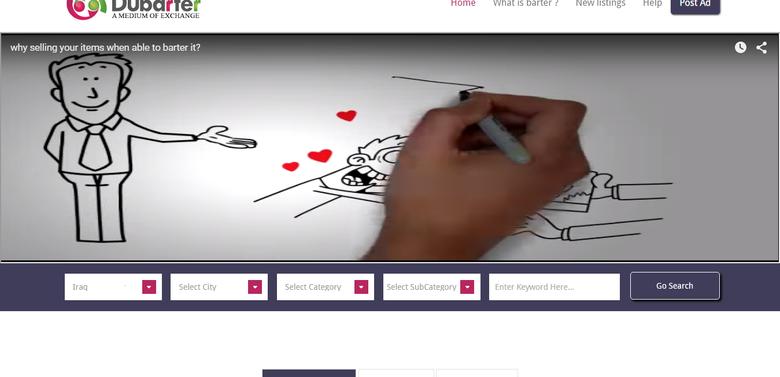 Dubarter
A MEDIUM OF EXCHANGE
Home What is barter ? New listings Help Post Ad
why selling your items when able to barter it?
Iraq Select City Select Category Select SubCategory Enter Keyword Here... Go Search